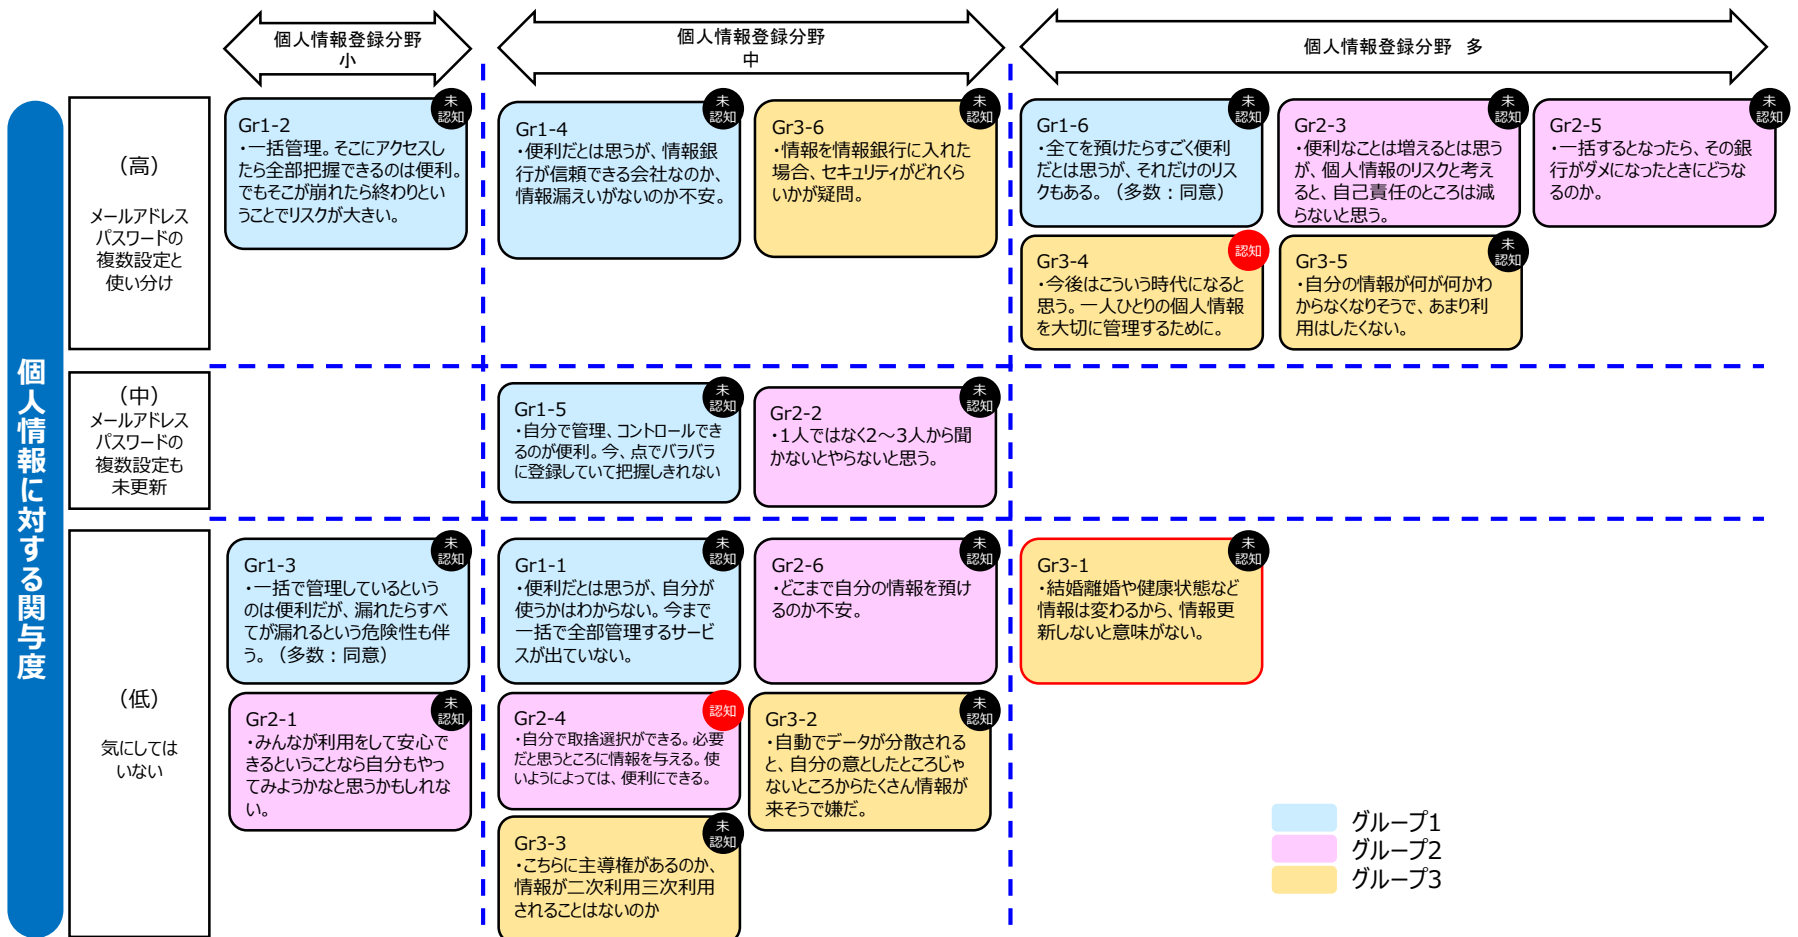 個人情報登録分野
小
個人情報登録分野
中
個人情報登録分野 多
個人情報に対する関与度
（高）
メールアドレス
パスワードの
複数設定と
使い分け
Gr1-2
・一括管理。そこにアクセスし
たら全部把握できるのは便利。
でもそこが崩れたら終わりとい
うことでリスクが大きい。
未
認知
Gr1-4
・便利だとは思うが、情報銀
行が信頼できる会社なのか、
情報漏えいがないのか不安。
未
認知
Gr3-6
・情報を情報銀行に入れた
場合、セキュリティがどれくら
いかが疑問。
未
認知
Gr1-6
・全てを預けたらすごく便利
だとは思うが、それだけのリス
クもある。（多数：同意）
未
認知
Gr2-3
・便利なことは増えるとは思う
が、個人情報のリスクと考え
ると、自己責任のところは減
らないと思う。
未
認知
Gr2-5
・一括するとなったら、その銀
行がダメになったときにどうな
るのか。
未
認知
Gr3-4
・今後はこういう時代になると
思う。一人ひとりの個人情報
を大切に管理するために。
認知
Gr3-5
・自分の情報が何が何かわ
からなくなりそうで、あまり利
用はしたくない。
未
認知
（中）
メールアドレス
パスワードの
複数設定も
未更新
Gr1-5
・自分で管理、コントロールでき
るのが便利。今、点でバラバラ
に登録していて把握しきれない
未
認知
Gr2-2
・1人ではなく2～3人から聞
かないとやらないと思う。
未
認知
（低）
気にしては
いない
Gr1-3
・一括で管理しているという
のは便利だが、漏れたらすべ
てが漏れるという危険性も伴
う。（多数：同意）
未
認知
Gr1-1
・便利だとは思うが、自分が
使うかはわからない。今まで
一括で全部管理するサービ
スが出ていない。
未
認知
Gr2-6
・どこまで自分の情報を預け
るのか不安。
未
認知
Gr3-1
・結婚離婚や健康状態など
情報は変わるから、情報更
新しないと意味がない。
未
認知
Gr2-1
・みんなが利用をして安心で
きるということなら自分もやっ
てみようかなと思うかもしれな
い。
未
認知
Gr2-4
・自分で取捨選択ができる。必要
だと思うところに情報を与える。使
いようによっては、便利にできる。
認知
Gr3-2
・自動でデータが分散される
と、自分の意としたところじゃ
ないところからたくさん情報が
来そうで嫌だ。
未
認知
Gr3-3
・こちらに主導権があるのか、
情報が二次利用三次利用
されることはないのか
未
認知
グループ1
グループ2
グループ3